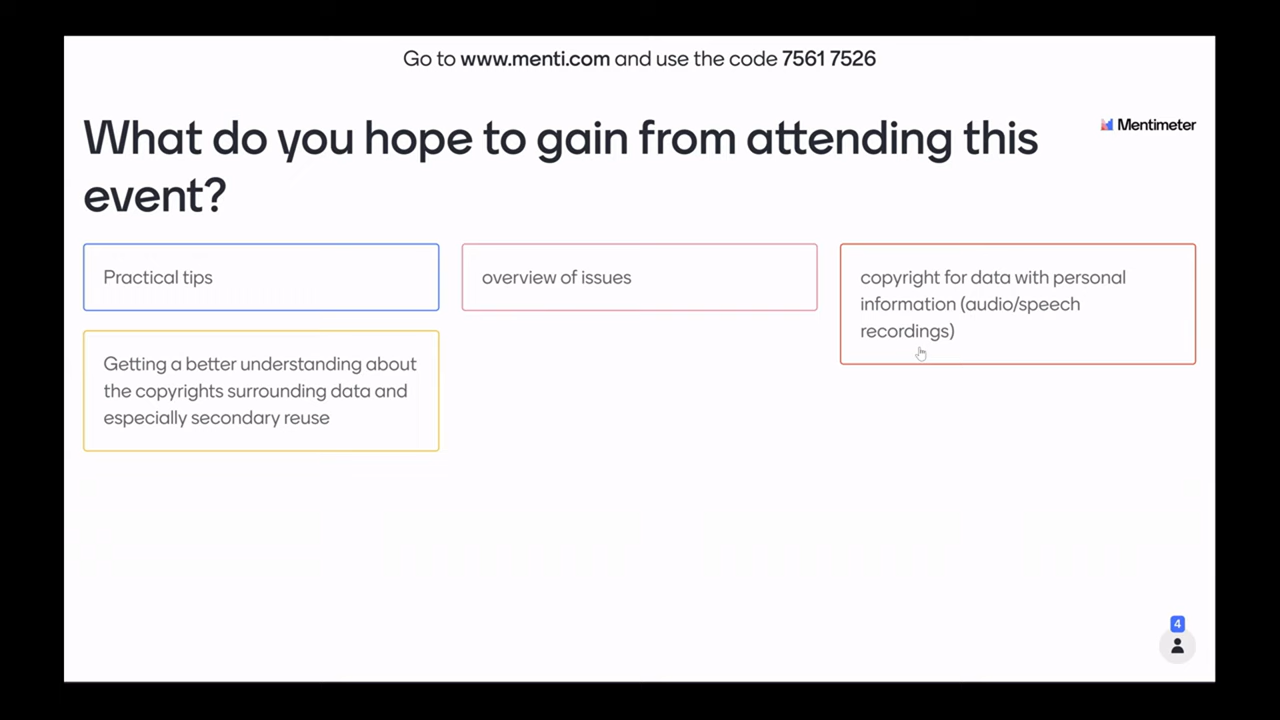 Go to www.menti.com and use the code 7561 7526
What do you hope to gain from attending this
event?
Mentimeter
Practical tips
overview of issues
copyright for data with personal
information (audio/speech
recordings)
Getting a better understanding about
the copyrights surrounding data and
especially secondary reuse
4